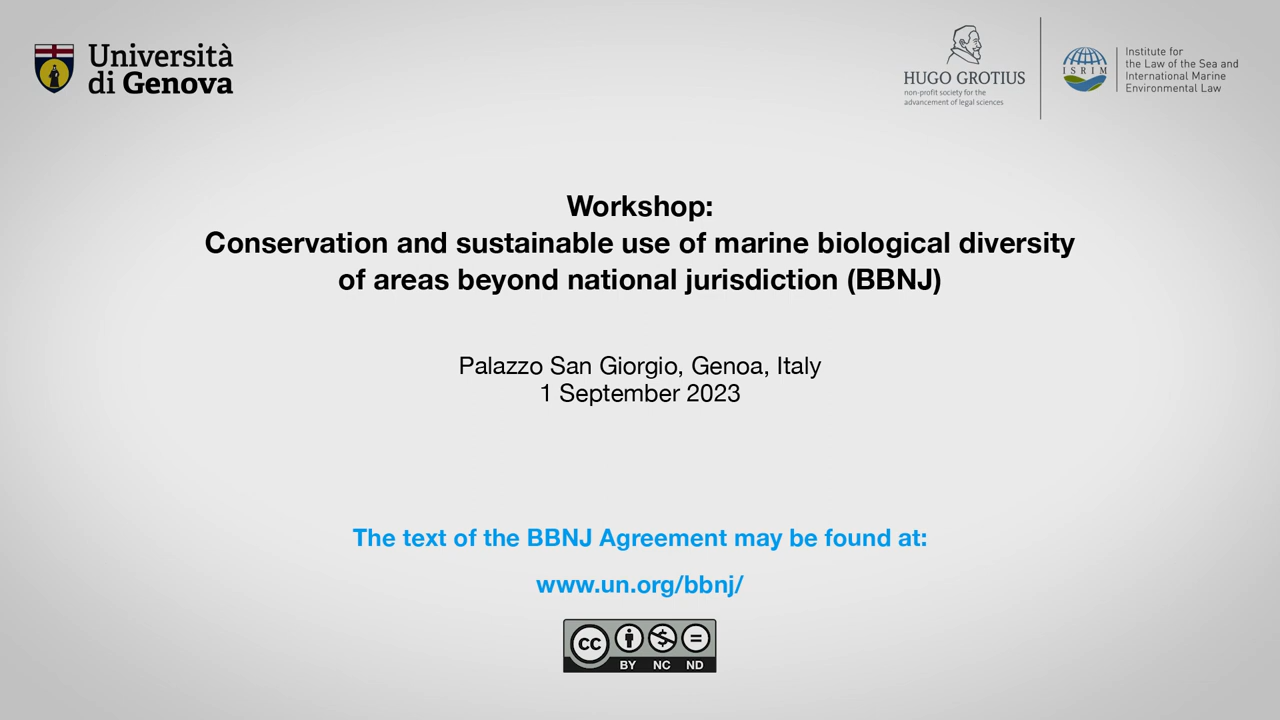 Università
di Genova
HUGO GROTIUS
non-profit society for the
advancement of legal sciences
ISRIM
Institute for
the Law of the Sea and
International Marine
Environmental Law
Workshop:
Conservation and sustainable use of marine biological diversity
of areas beyond national jurisdiction (BBNJ)
Palazzo San Giorgio, Genoa, Italy
1 September 2023
The text of the BBNJ Agreement may be found at:
www.un.org/bbnj/
cc
BY NC ND